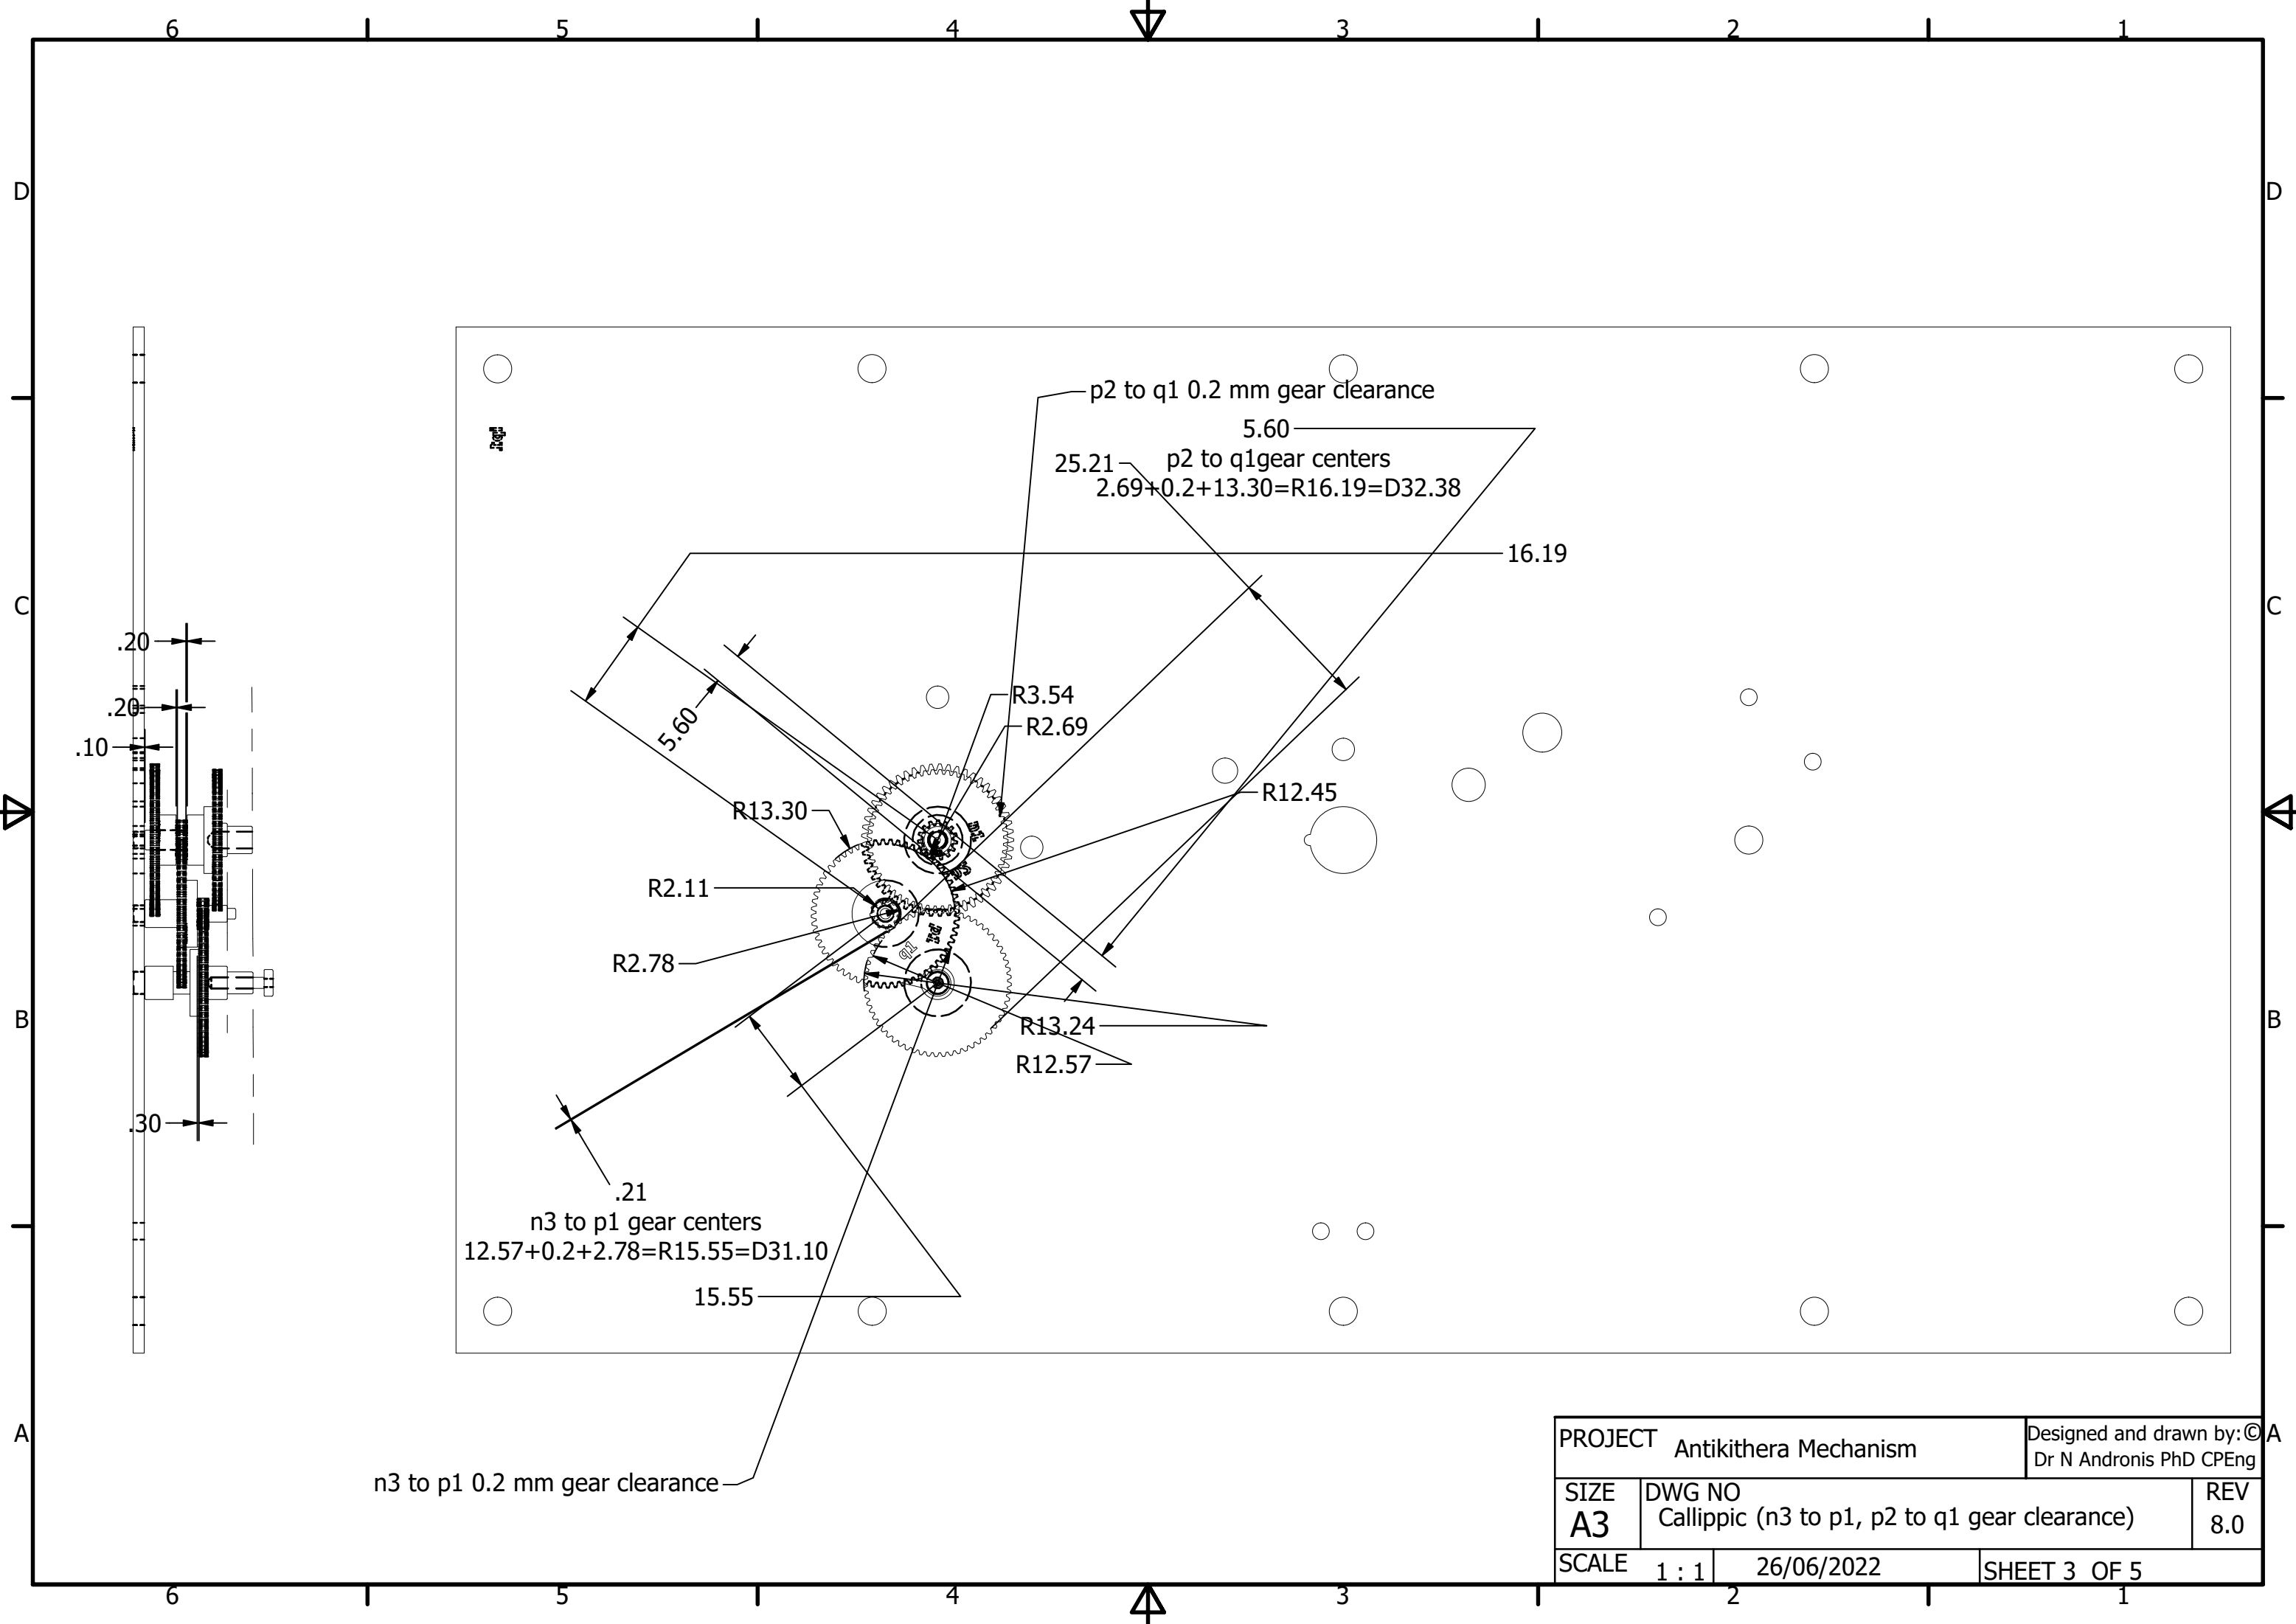 6 5 4 3 2 1
D D
p2 to q1 0.2 mm gear clearance
5.60
25.21
p2 to q1gear centers
2.69+0.2+13.30=R16.19=D32.38
16.19
C C
.20
.20
.10
5.60
R3.54
R2.69
R12.45
R13.30
R2.11
R2.78
q1
B B
R13.24
R12.57
.30
.21
n3 to p1 gear centers
12.57+0.2+2.78=R15.55=D31.10
15.55
A A
n3 to p1 0.2 mm gear clearance
PROJECT Antikithera Mechanism
Designed and drawn by:©
Dr N Andronis PhD CPEng
SIZE
A3
DWG NO
Callippic (n3 to p1, p2 to q1 gear clearance)
REV
8.0
SCALE 1 : 1
26/06/2022
SHEET 3 OF 5
6 5 4 3 2 1